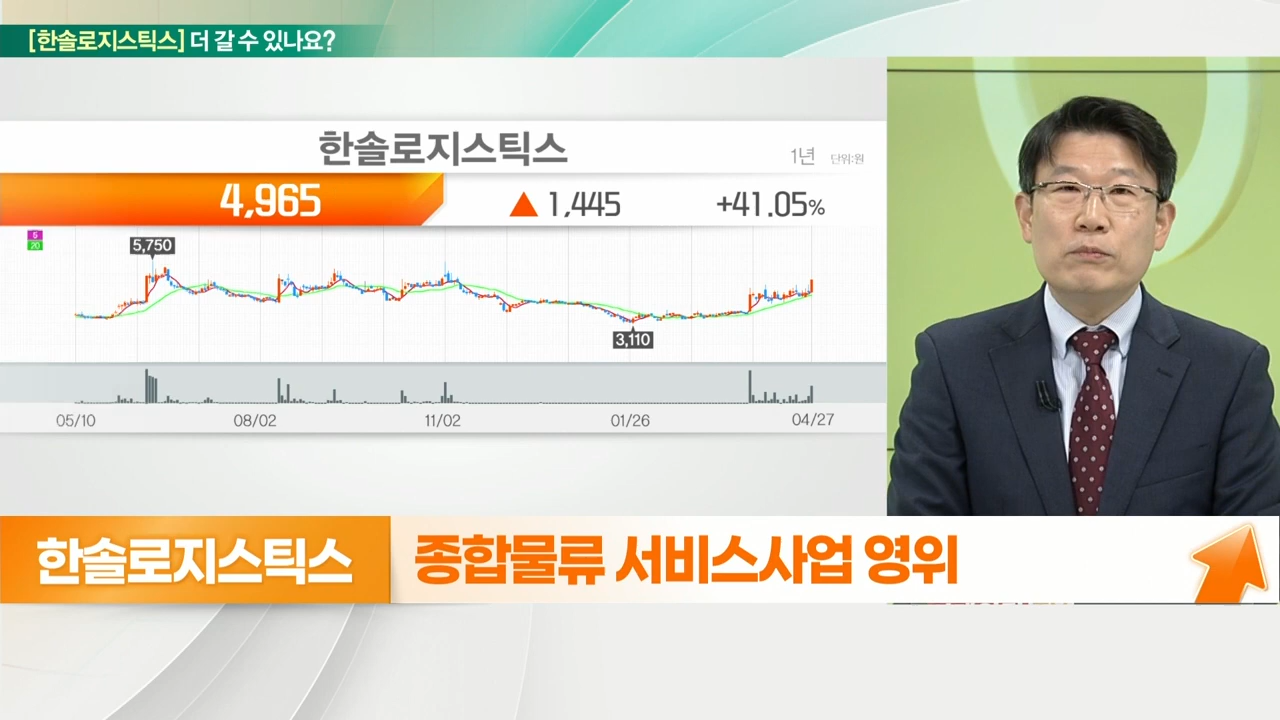 [한솔로지스틱스] 더 갈 수 있나요?
한솔로지스틱스
1년 단위:원
4,965 ▲ 1,445 +41.05%
5
20
5,750
3,110
05/10 08/02 11/02 01/26 04/27
한솔로지스틱스 종합물류 서비스사업 영위